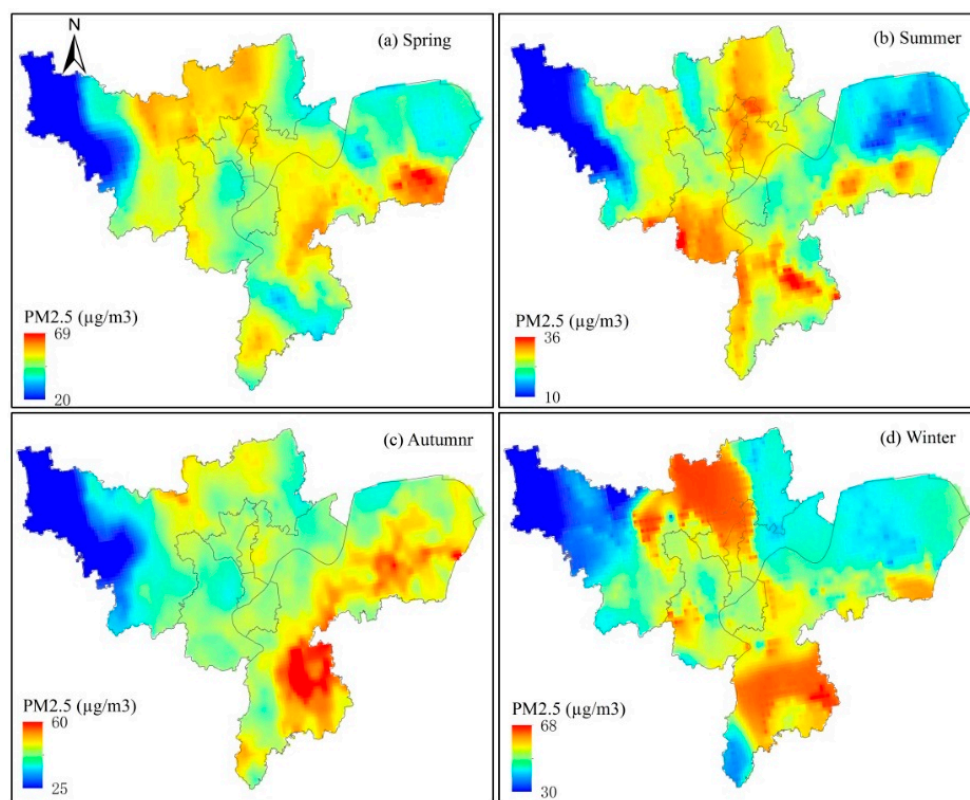 N
(a) Spring
PM2.5 (µg/m3)
69
20
(b) Summer
PM2.5 (µg/m3)
36
10
(c) Autumnr
PM2.5 (µg/m3)
60
25
(d) Winter
PM2.5 (µg/m3)
68
30